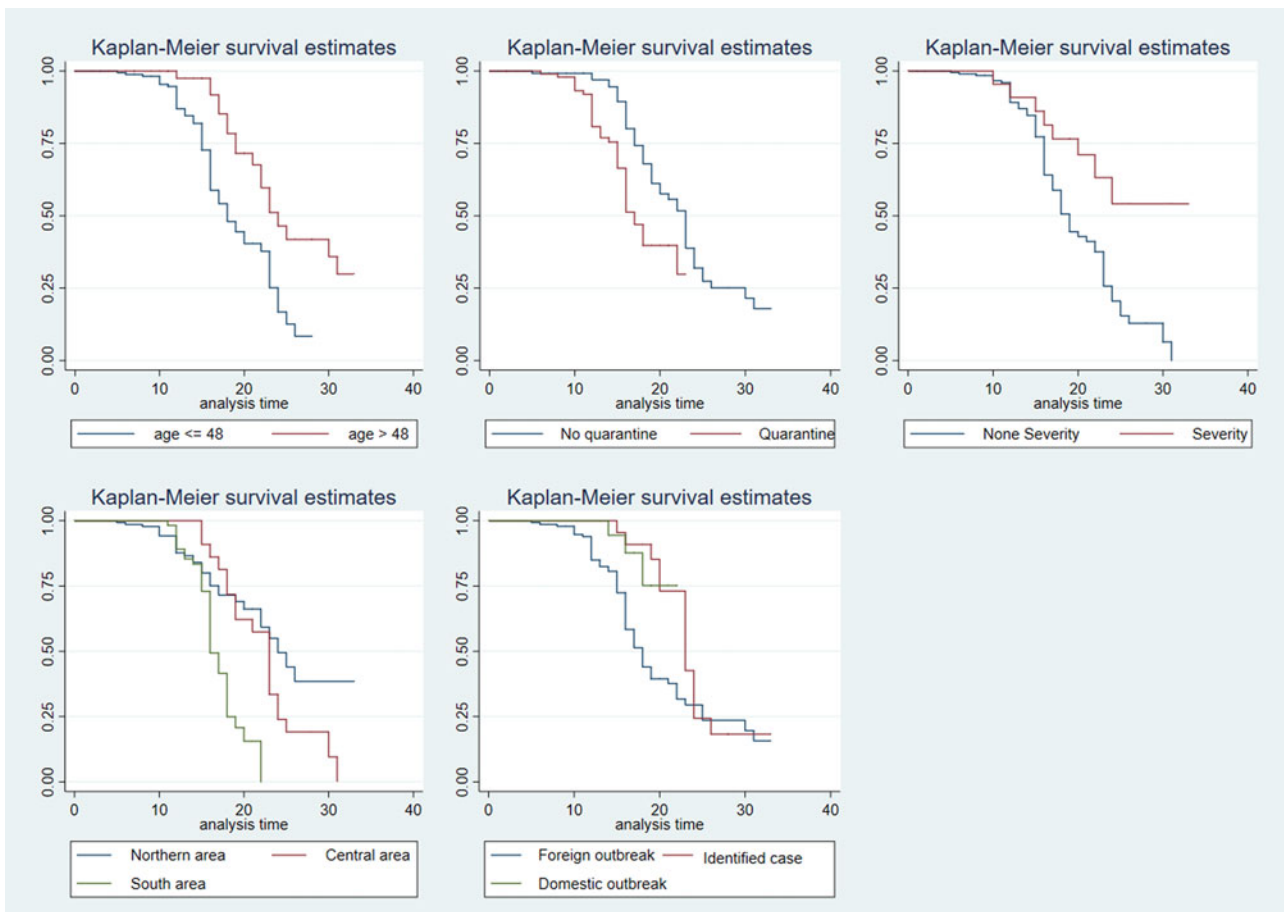 Kaplan-Meier survival estimates
1.00
0.75
0.50
0.25
0.00
0 10 20 30 40
analysis time
age <= 48 age > 48
Kaplan-Meier survival estimates
1.00
0.75
0.50
0.25
0.00
0 10 20 30 40
analysis time
No quarantine Quarantine
Kaplan-Meier survival estimates
1.00
0.75
0.50
0.25
0.00
0 10 20 30 40
analysis time
None Severity Severity
Kaplan-Meier survival estimates
1.00
0.75
0.50
0.25
0.00
0 10 20 30 40
analysis time
Northern area Central area
South area
Kaplan-Meier survival estimates
1.00
0.75
0.50
0.25
0.00
0 10 20 30 40
analysis time
Foreign outbreak Identified case
Domestic outbreak